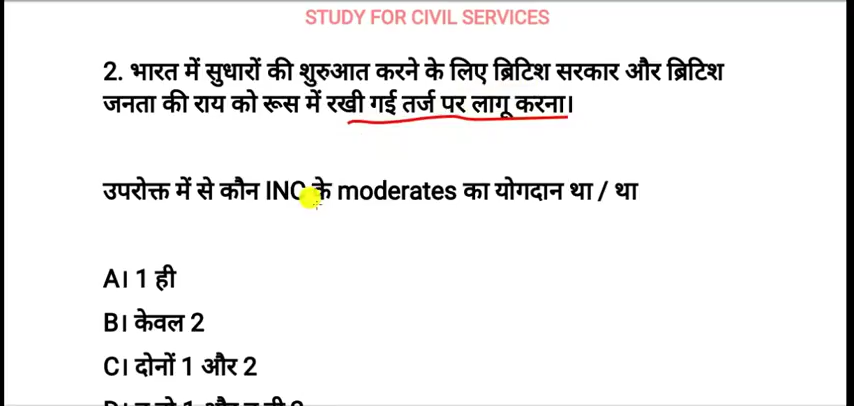 STUDY FOR CIVIL SERVICES
2. भारत में सुधारों की शुरुआत करने के लिए ब्रिटिश सरकार और ब्रिटिश
जनता की राय को रूस में रखी गई तर्ज पर लागू करना।
उपरोक्त में से कौन INC के moderates का योगदान था / था
A। 1 ही
B। केवल 2
C। दोनों 1 और 2